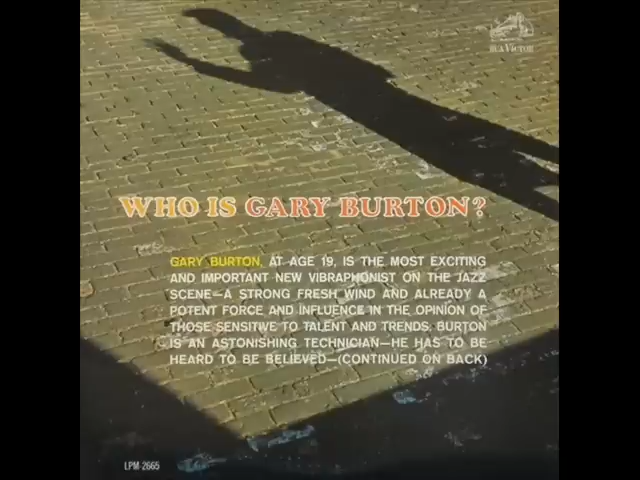 RCA VICTOR
WHO IS GARY BURTON?
GARY BURTON, AT AGE 19, IS THE MOST EXCITING
AND IMPORTANT NEW VIBRAPHONIST ON THE JAZZ
SCENE—A STRONG FRESH WIND AND ALREADY A
POTENT FORCE AND INFLUENCE IN THE OPINION OF
THOSE SENSITIVE TO TALENT AND TRENDS. BURTON
IS AN ASTONISHING TECHNICIAN—HE HAS TO BE
HEARD TO BE BELIEVED—(CONTINUED ON BACK)
LPM-2665